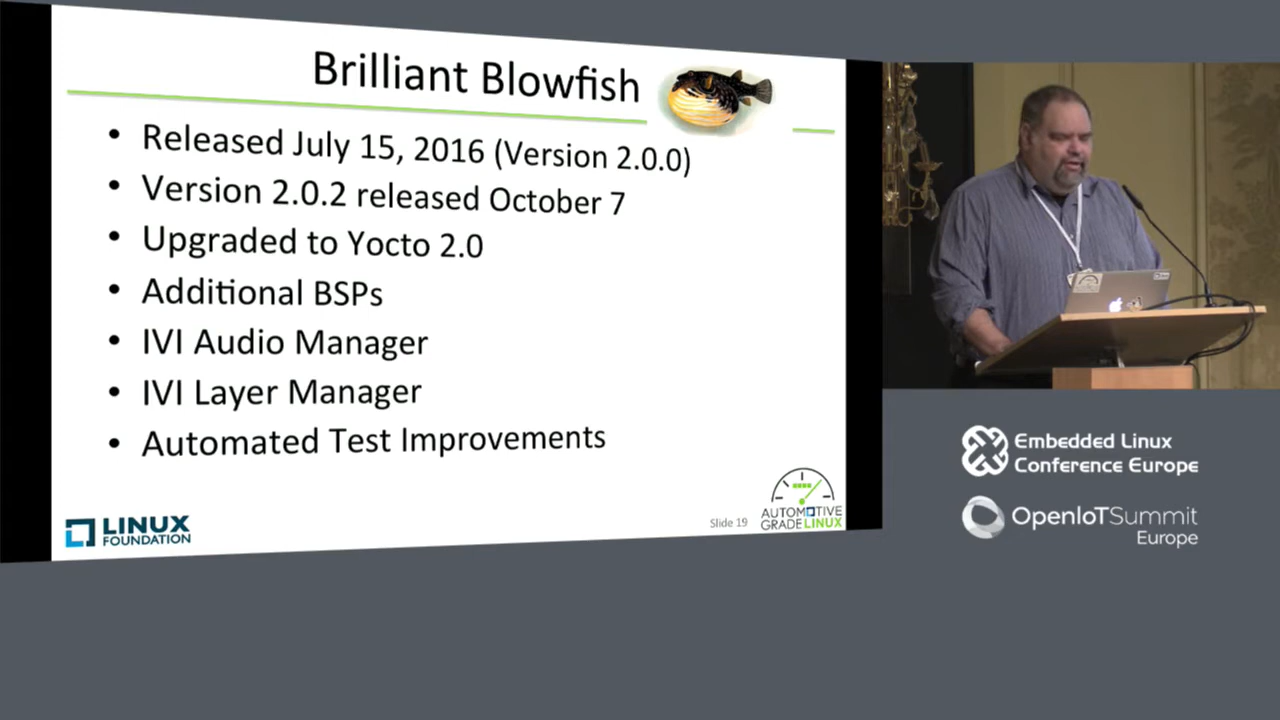 Brilliant Blowfish
• Released July 15, 2016 (Version 2.0.0)
• Version 2.0.2 released October 7
• Upgraded to Yocto 2.0
• Additional BSPs
• IVI Audio Manager
• IVI Layer Manager
• Automated Test Improvements
LINUX
FOUNDATION
Slide 19
AUTOMOTIVE
GRADELINUX
Embedded Linux
Conference Europe
OpenIoTSummit
Europe